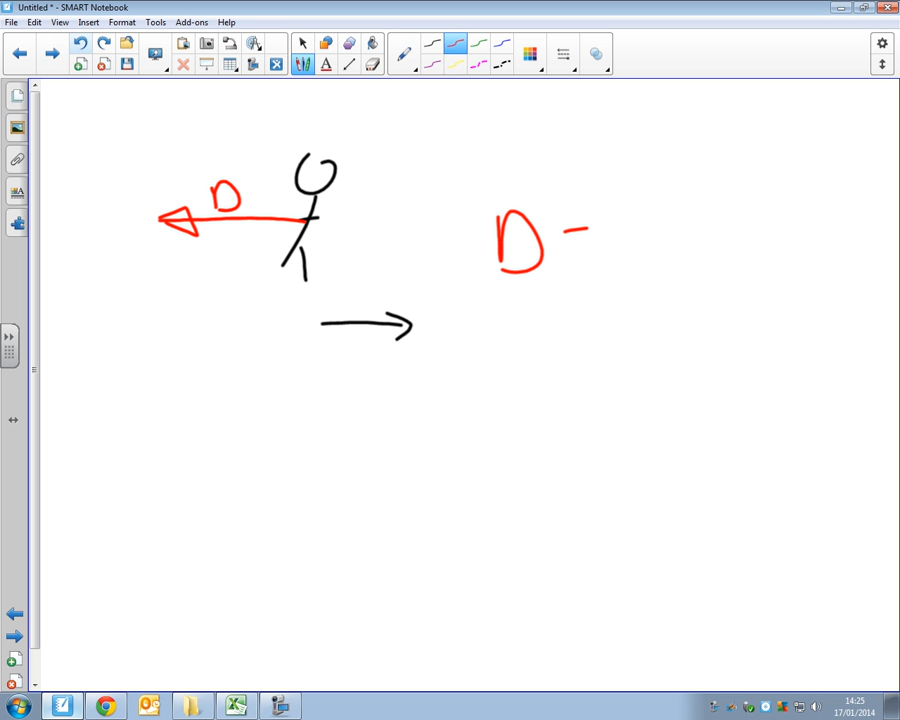 Untitled * - SMART Notebook
File Edit View Insert Format Tools Add-ons Help
D
D -
14:25
17/01/2014